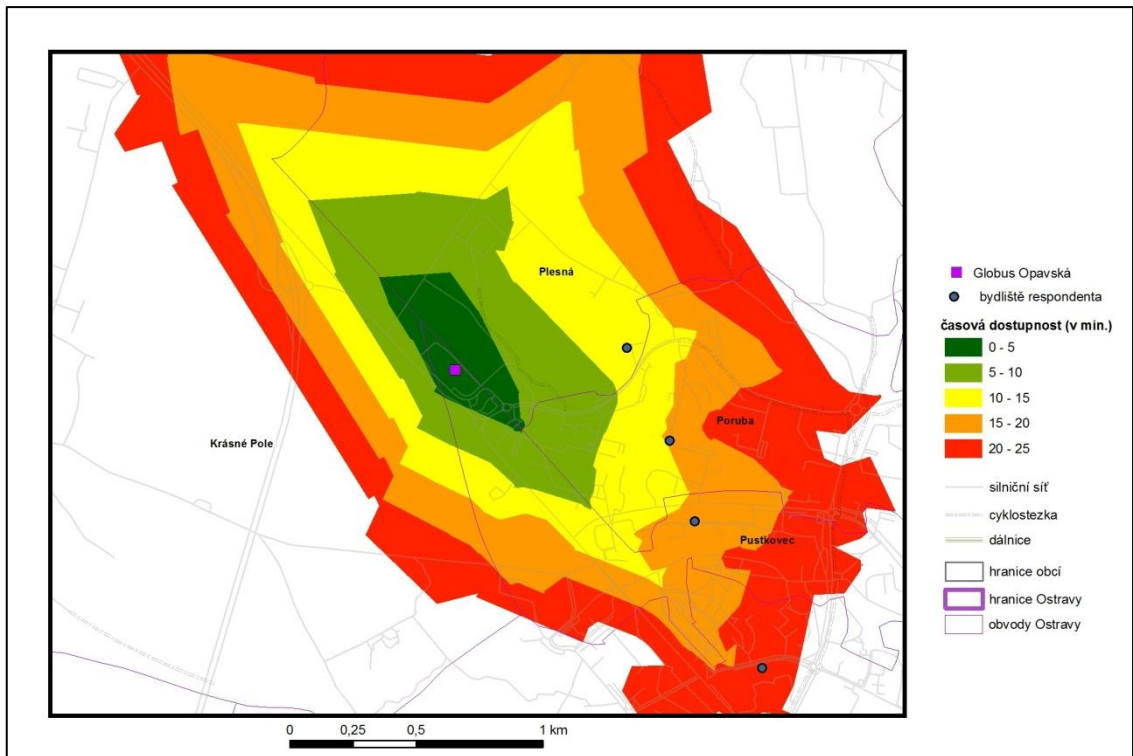 Plesná
Poruba
Krásné Pole
Pustkovec
Globus Opavská
bydliště respondenta
časová dostupnost (v min.)
0 - 5
5 - 10
10 - 15
15 - 20
20 - 25
silniční síť
cyklostezka
dálnice
hranice obcí
hranice Ostravy
obvody Ostravy
0 0,25 0,5 1 km